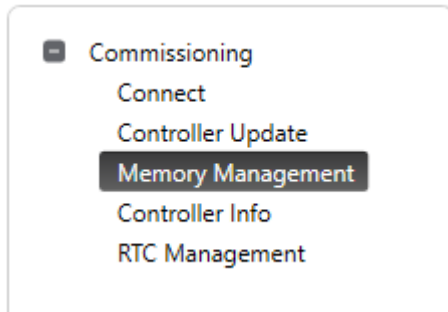 Commissioning
Connect
Controller Update
Memory Management
Controller Info
RTC Management